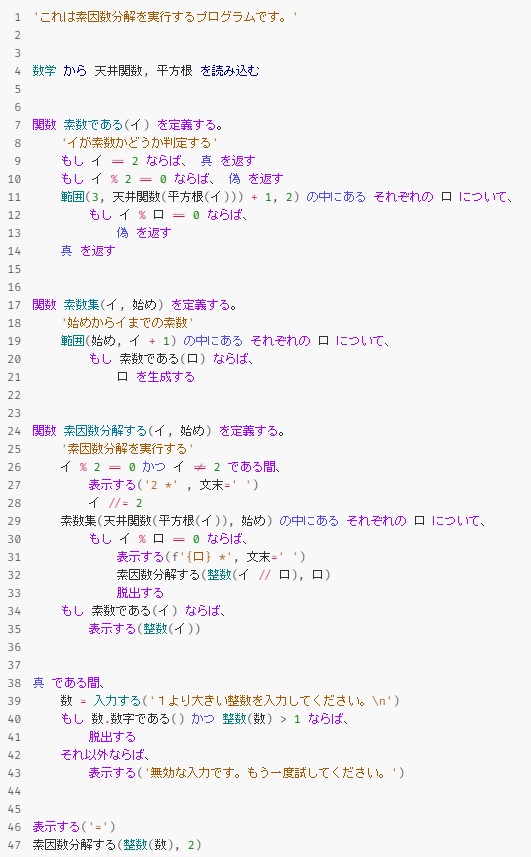 1 'これは素因数分解を実行するプログラムです。'
2
3
4 数学 から 天井関数, 平方根 を読み込む
5
6
7 関数 素数である(イ) を定義する。
8 'イが素数かどうか判定する'
9 もし イ == 2 ならば、 真 を返す
10 もし イ % 2 == 0 ならば、 偽 を返す
11 範囲(3, 天井関数(平方根(イ))) + 1, 2) の中にある それぞれの ロ について、
12 もし イ % ロ == 0 ならば、
13 偽 を返す
14 真 を返す
15
16
17 関数 素数集(イ, 始め) を定義する。
18 '始めからイまでの素数'
19 範囲(始め, イ + 1) の中にある それぞれの ロ について、
20 もし 素数である(ロ) ならば、
21 ロ を生成する
22
23
24 関数 素因数分解する(イ, 始め) を定義する。
25 '素因数分解を実行する'
26 イ % 2 == 0 かつ イ ≠ 2 である間、
27 表示する('2 *' , 文末=' ')
28 イ //= 2
29 素数集(天井関数(平方根(イ)), 始め) の中にある それぞれの ロ について、
30 もし イ % ロ == 0 ならば、
31 表示する(f'{ロ} *', 文末=' ')
32 素因数分解する(整数(イ // ロ), ロ)
33 脱出する
34 もし 素数である(イ) ならば、
35 表示する(整数(イ))
36
37
38 真 である間、
39 数 = 入力する('１より大きい整数を入力してください。\n')
40 もし 数.数字である() かつ 整数(数) > 1 ならば、
41 脱出する
42 それ以外ならば、
43 表示する('無効な入力です。もう一度試してください。')
44
45
46 表示する('=')
47 素因数分解する(整数(数), 2)